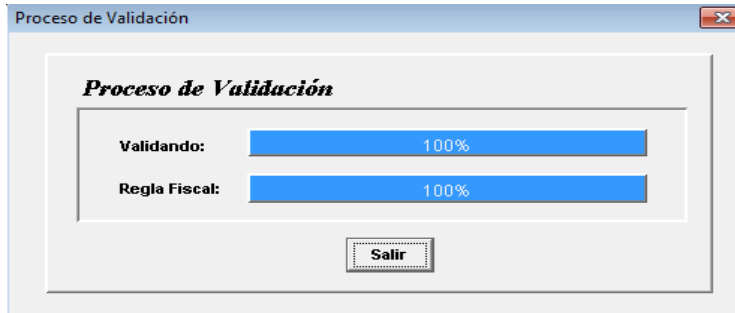 Proceso de Validación
Proceso de Validación
Validando: 100%
Regla Fiscal: 100%
Salir